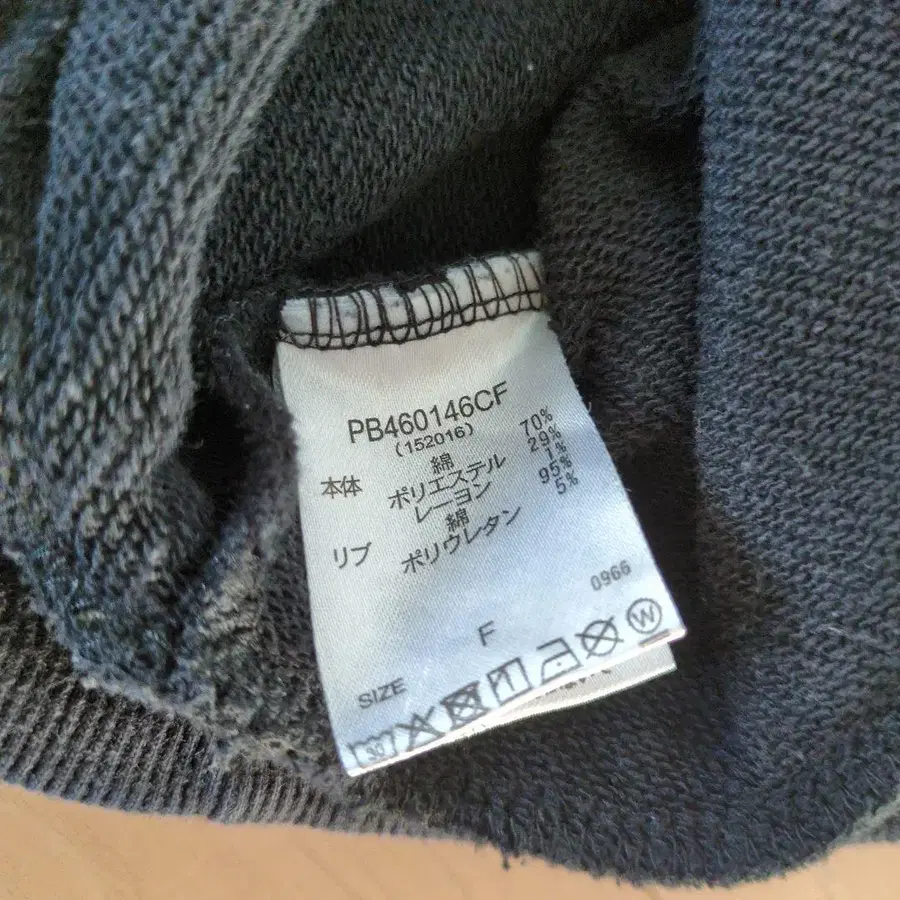 PB460146CF
(152016)
本体 綿 70%
ポリエステル 29%
レーヨン 1%
リブ 綿 95%
ポリウレタン 5%
0966
SIZE F
30 W